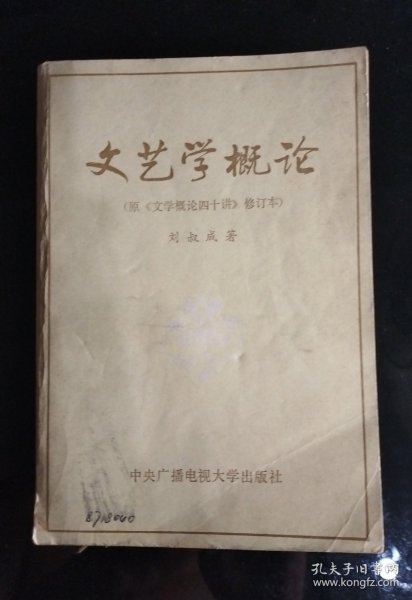 文艺学概论
(原《文学概论四十讲》修订本)
刘叔成著
中央广播电视大学出版社
8718040
孔夫子旧书网
www.kongfz.com